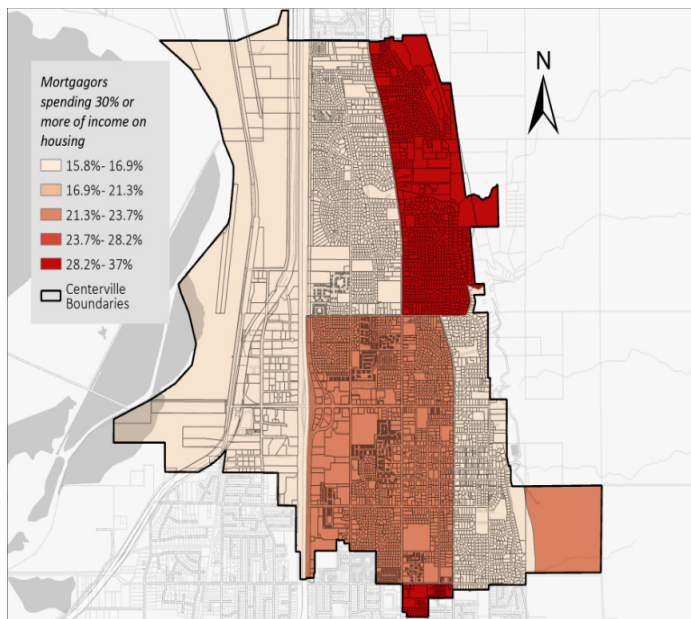 N
Mortgagors
spending 30% or
more of income on
housing
15.8%- 16.9%
16.9%- 21.3%
21.3%- 23.7%
23.7%- 28.2%
28.2%- 37%
Centerville
Boundaries